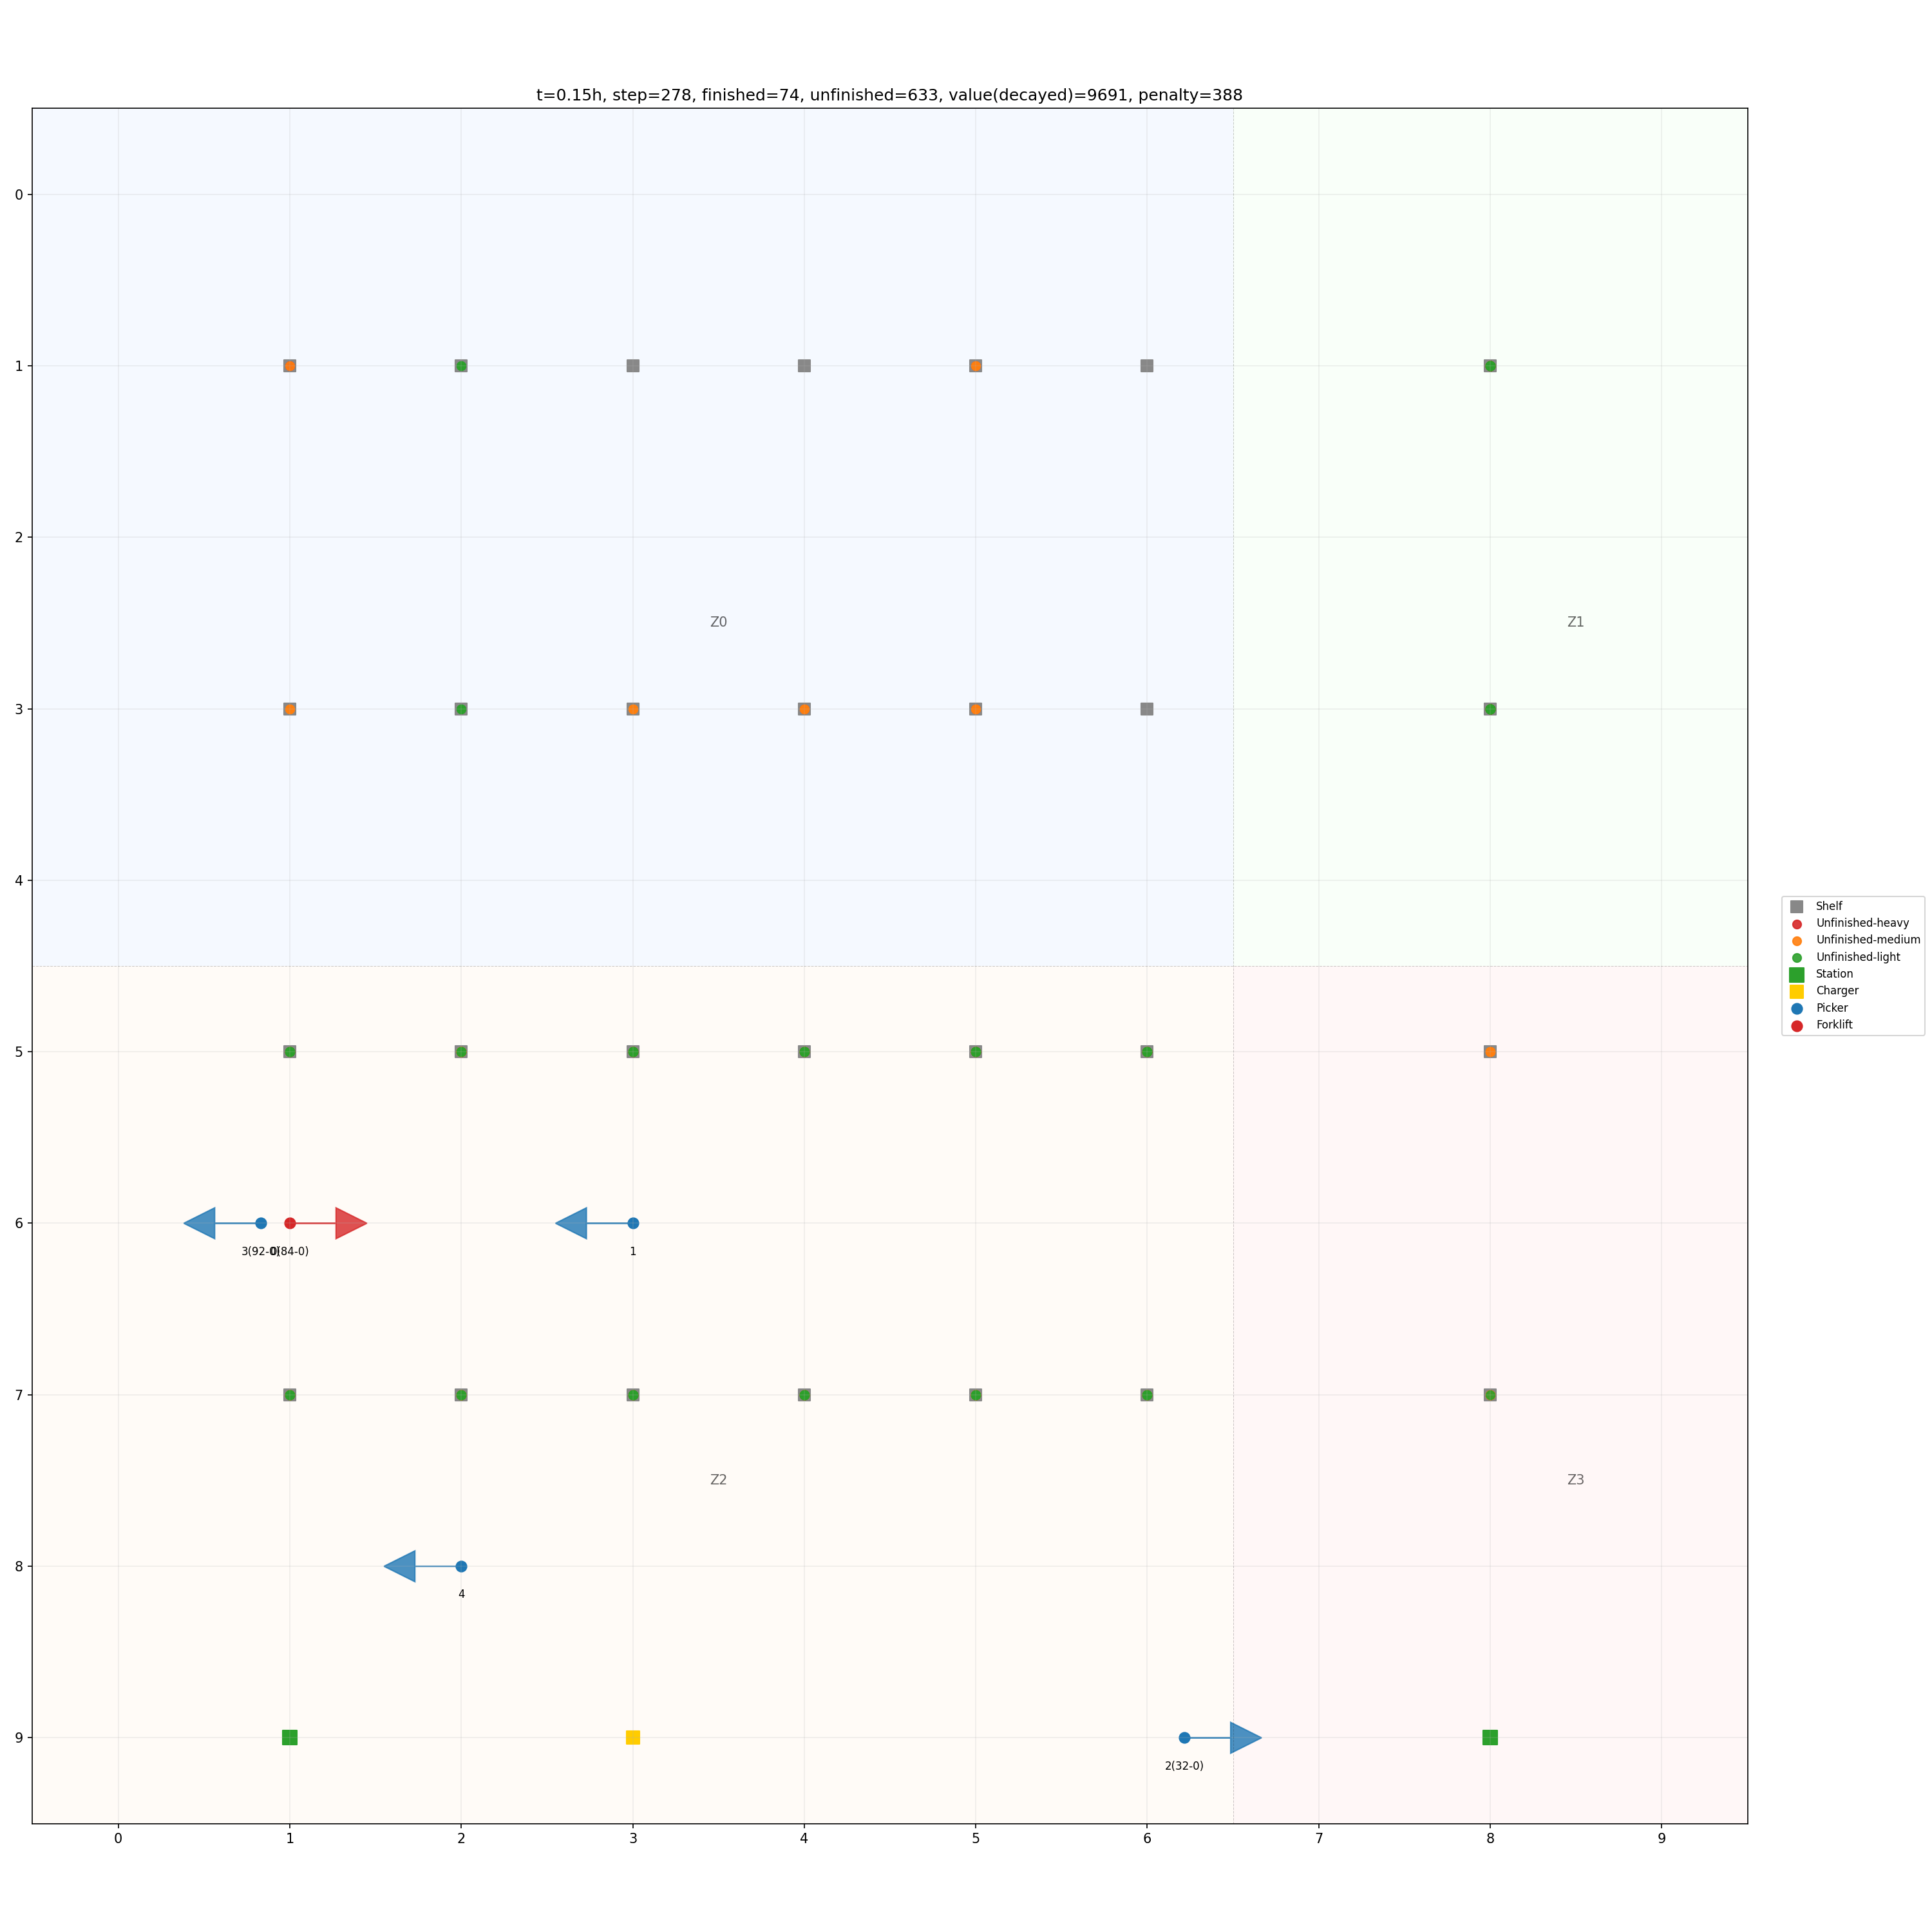 t=0.15h, step=278, finished=74, unfinished=633, value(decayed)=9691, penalty=388
0
1
2
Z0
Z1
3
4
Shelf
Unfinished-heavy
Unfinished-medium
Unfinished-light
Station
Charger
Picker
Forklift
5
6
1
7
Z2
Z3
8
4
9
2(32-0)
0 1 2 3 4 5 6 7 8 9